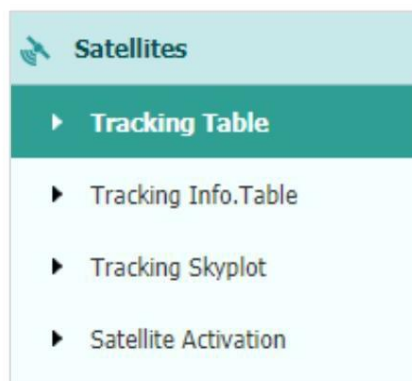 Satellites
Tracking Table
Tracking Info.Table
Tracking Skyplot
Satellite Activation